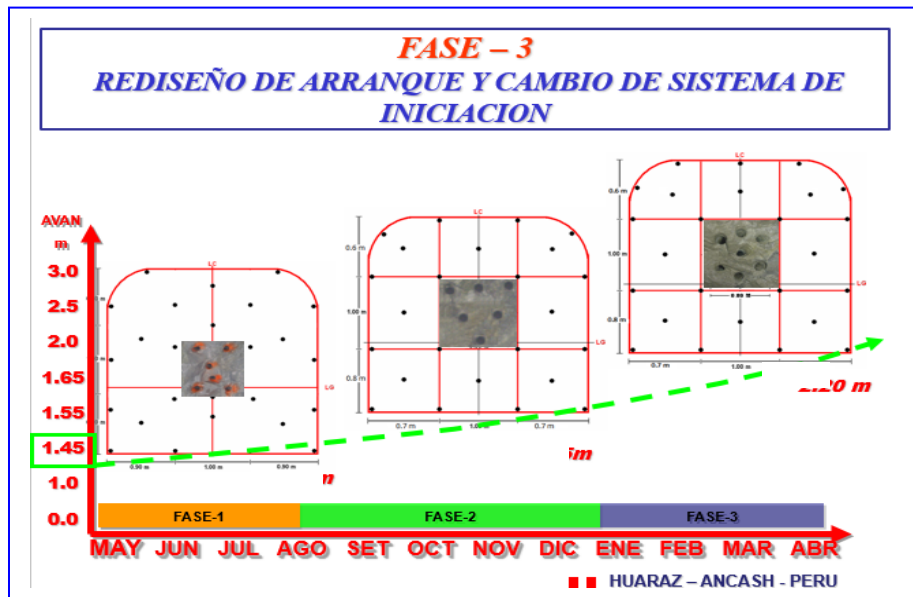 FASE – 3
REDISEÑO DE ARRANQUE Y CAMBIO DE SISTEMA DE
INICIACION
AVAN
m
3.0
2.5
2.0
1.65
1.55
1.45
1.0
0.0
LC
LG
0.90 m
1.00 m
0.90 m
m
LC
0.6 m
1.00 m
0.8 m
LG
0.7 m
1.00 m
0.7 m
m
LC
0.6 m
1.00 m
0.8 m
LG
0.7 m
1.00 m
0 m
FASE-1
FASE-2
FASE-3
MAY JUN JUL AGO SET OCT NOV DIC ENE FEB MAR ABR
HUARAZ – ANCASH - PERU